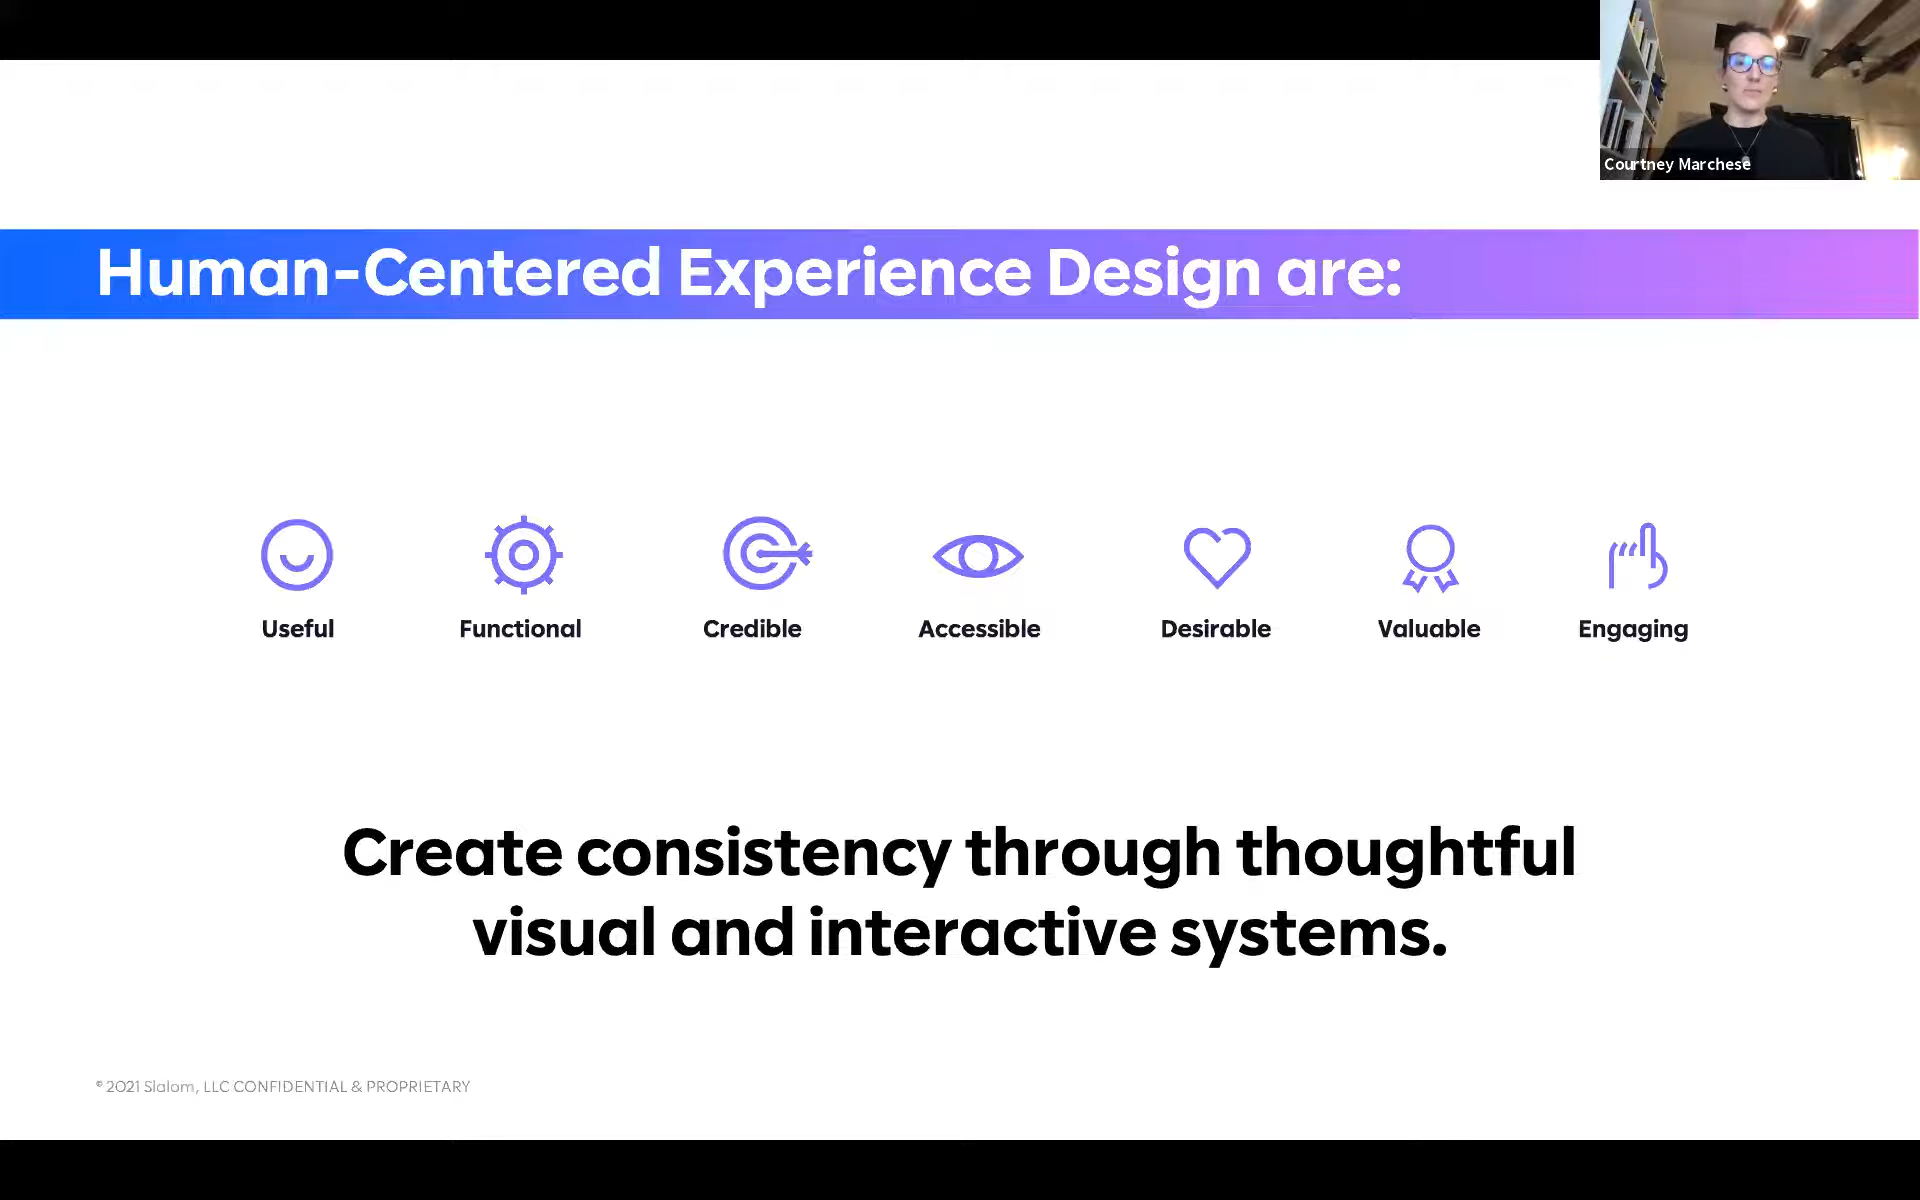 Courtney Marchese
Human-Centered Experience Design are:
Useful
Functional
Credible
Accessible
Desirable
Valuable
Engaging
Create consistency through thoughtful
visual and interactive systems.
© 2021 Slalom, LLC CONFIDENTIAL & PROPRIETARY